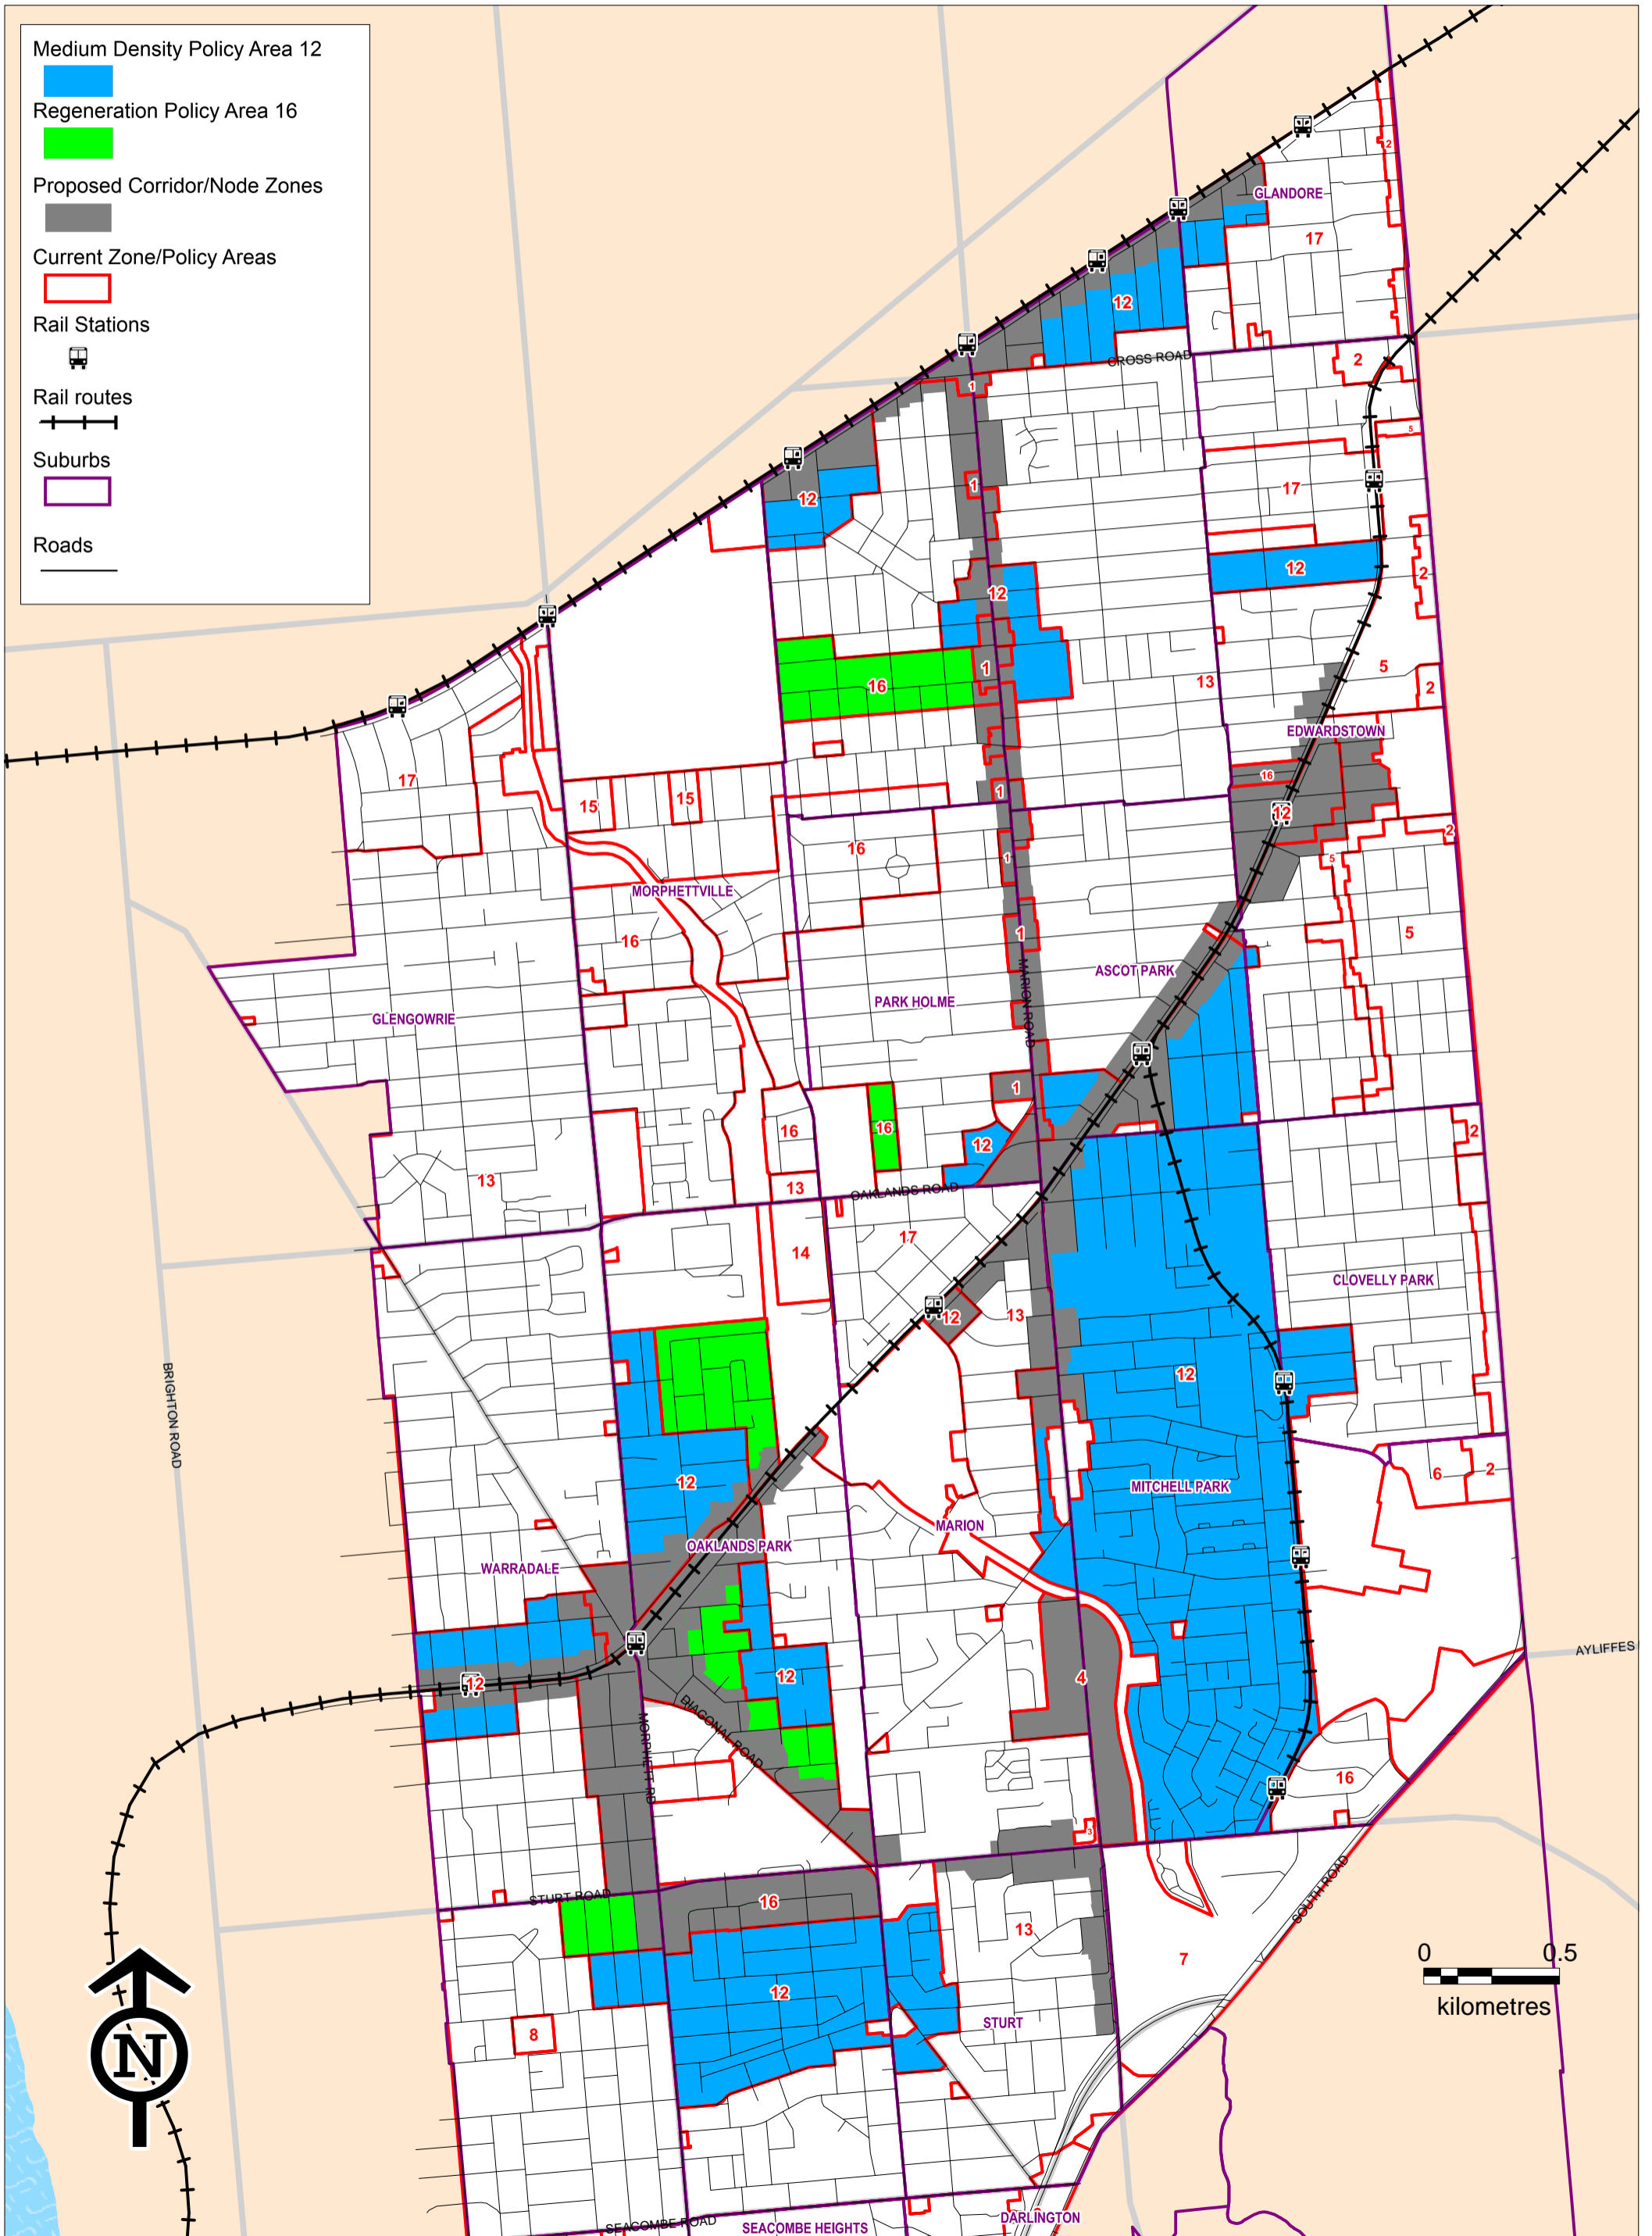 Medium Density Policy Area 12
Regeneration Policy Area 16
Proposed Corridor/Node Zones
Current Zone/Policy Areas
Rail Stations
Rail routes
Suburbs
Roads
2
GLANDORE
17
12
CROSS ROAD
2
1
5
17
1
12
12
12
2
1
16
13
5
2
EDWARDSTOWN
16
17
15
15
1
12
2
16
1
5
MORPHETTVILLE
16
1
5
ASCOT PARK
MARION ROAD
PARK HOLME
GLENGOWRIE
1
16
16
12
2
13
13
OAKLANDS ROAD
17
14
CLOVELLY PARK
12
13
BRIGHTON ROAD
12
12
MITCHELL PARK
6
2
MARION
OAKLANDS PARK
WARRADALE
AYLIFFES
12
12
4
DIAGONAL ROAD
MORPHETT RD
16
3
STURT ROAD
16
SOUTH ROAD
13
7
0 0.5
kilometres
12
STURT
8
N
DARLINGTON
SEACOMBE ROAD
SEACOMBE HEIGHTS